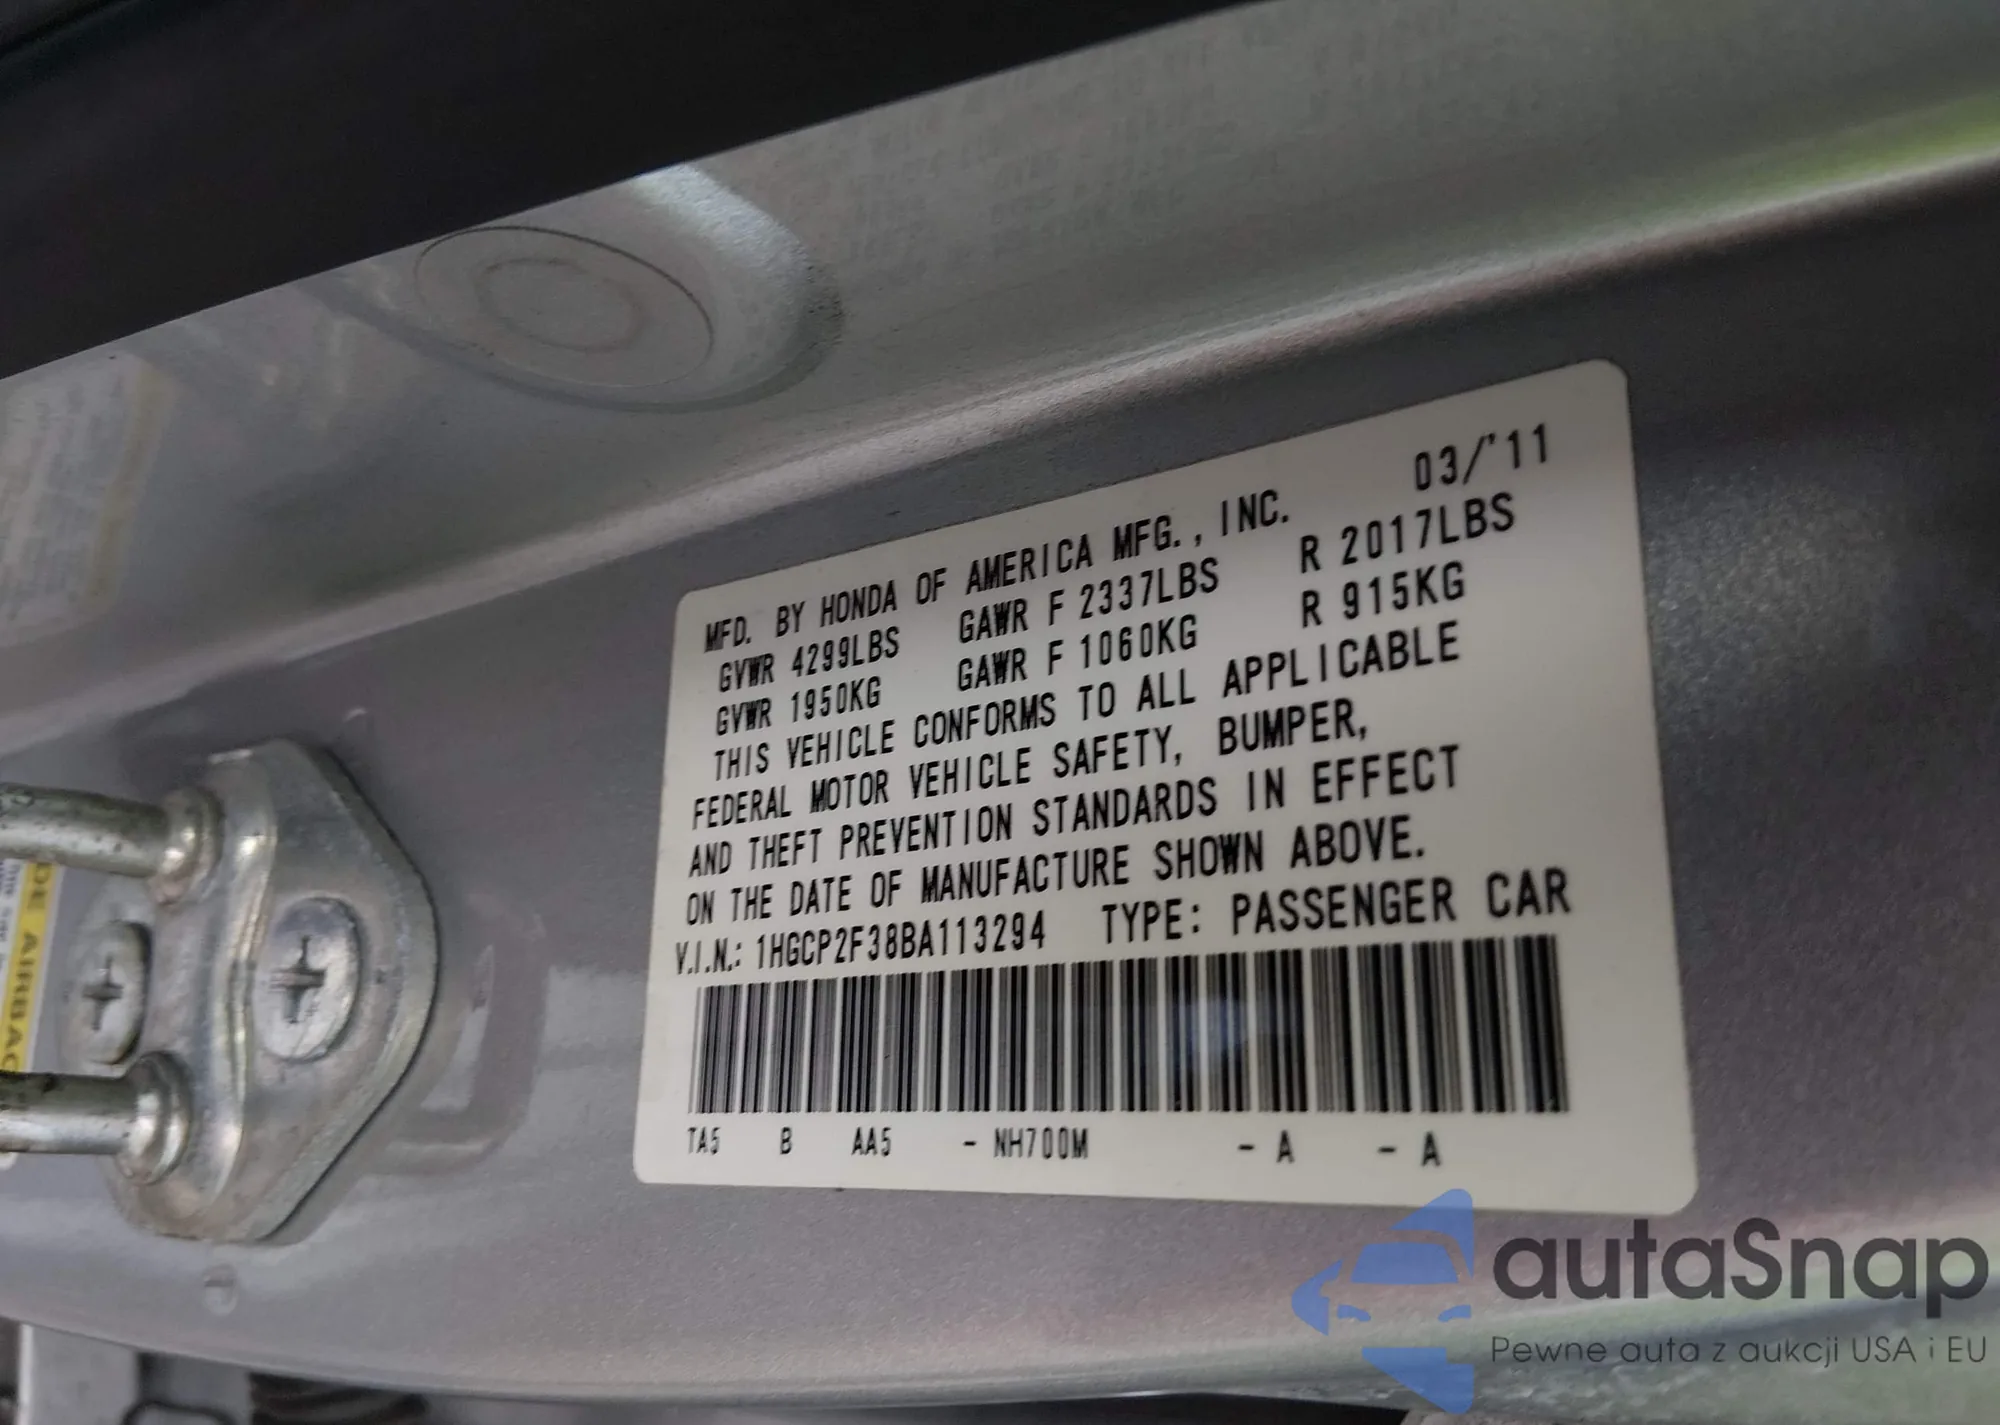 MFD. BY HONDA OF AMERICA MFG., INC. 03/'11
GVWR 4299LBS GAWR F 2337LBS R 2017LBS
GVWR 1950KG GAWR F 1060KG R 915KG
THIS VEHICLE CONFORMS TO ALL APPLICABLE
FEDERAL MOTOR VEHICLE SAFETY, BUMPER,
AND THEFT PREVENTION STANDARDS IN EFFECT
ON THE DATE OF MANUFACTURE SHOWN ABOVE.
V.I.N.: 1HGCP2F38BA113294 TYPE: PASSENGER CAR
TA5 B AA5 - NH700M - A - A
autaSnap
Pewne auta z aukcji USA i EU